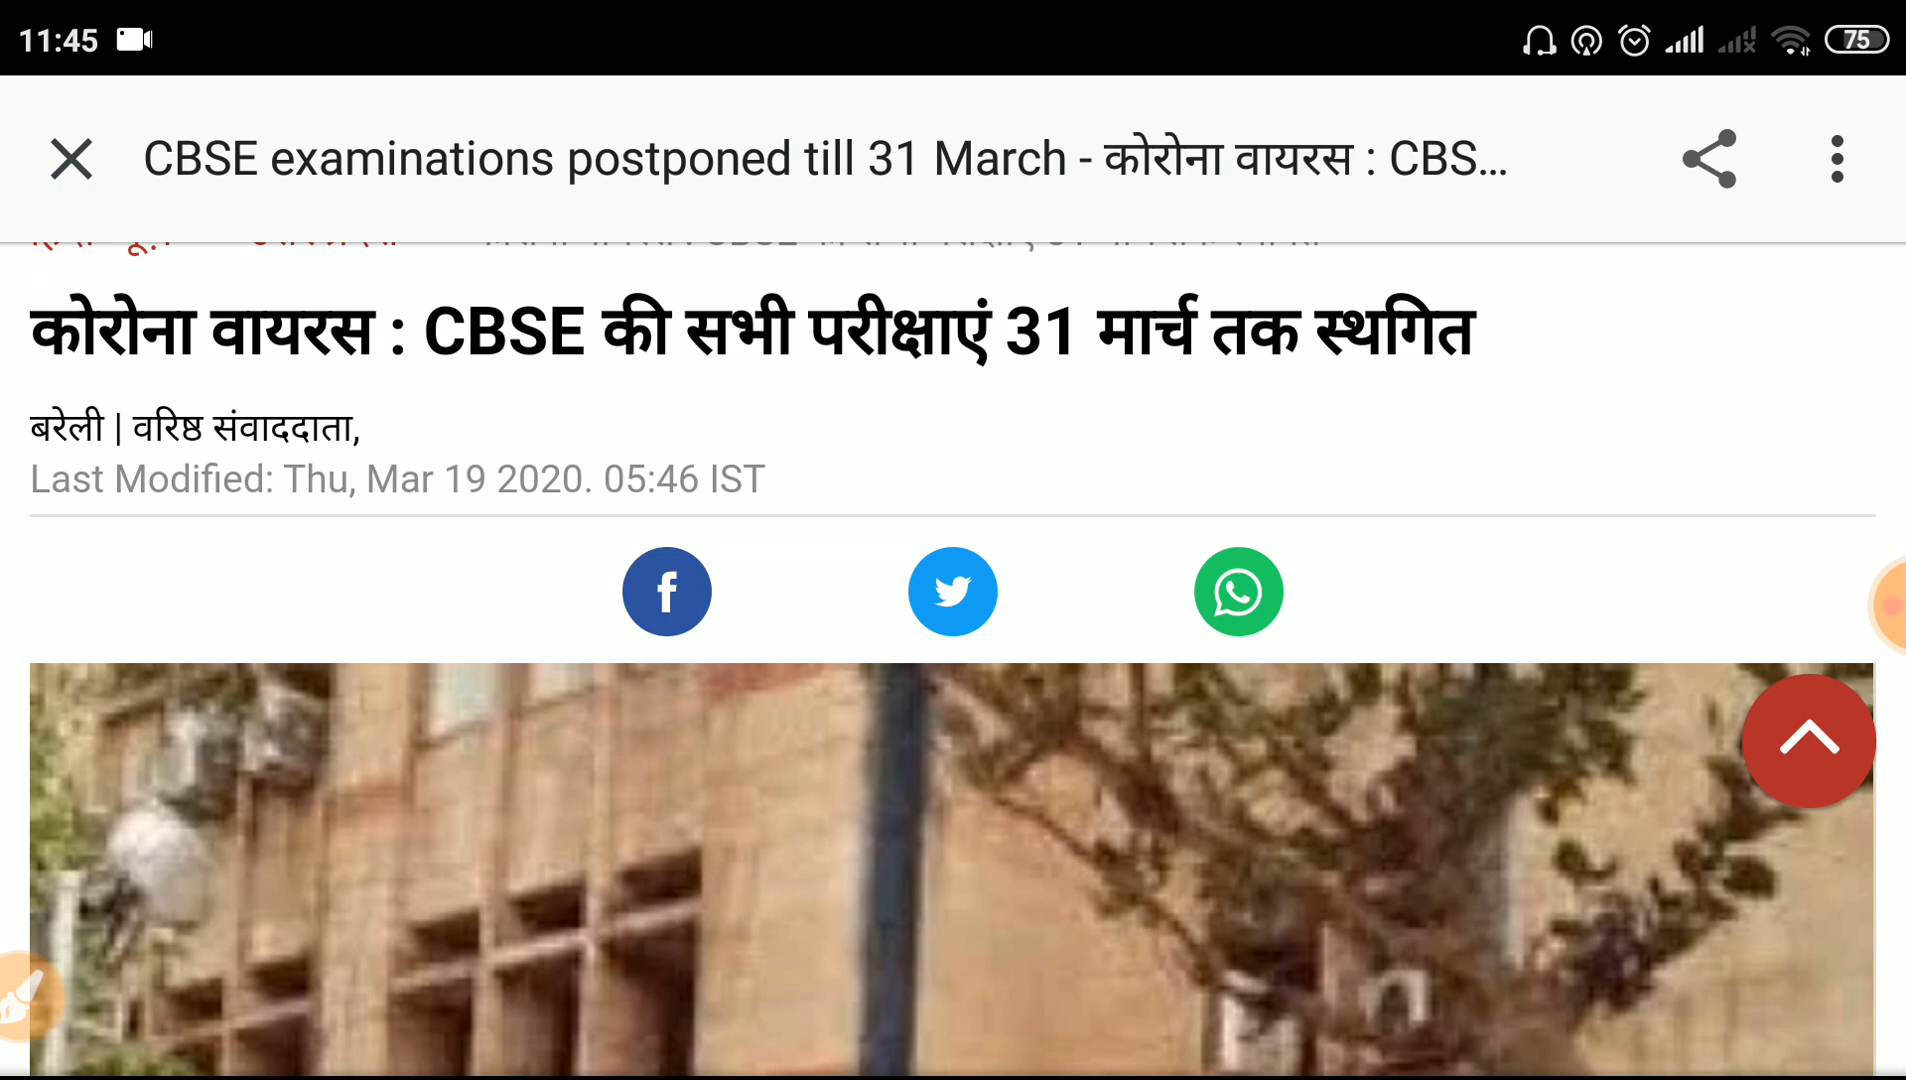 11:45
75
CBSE examinations postponed till 31 March - कोरोना वायरस : CBS...
कोरोना वायरस : CBSE की सभी परीक्षाएं 31 मार्च तक स्थगित
बरेली | वरिष्ठ संवाददाता,
Last Modified: Thu, Mar 19 2020. 05:46 IST
f